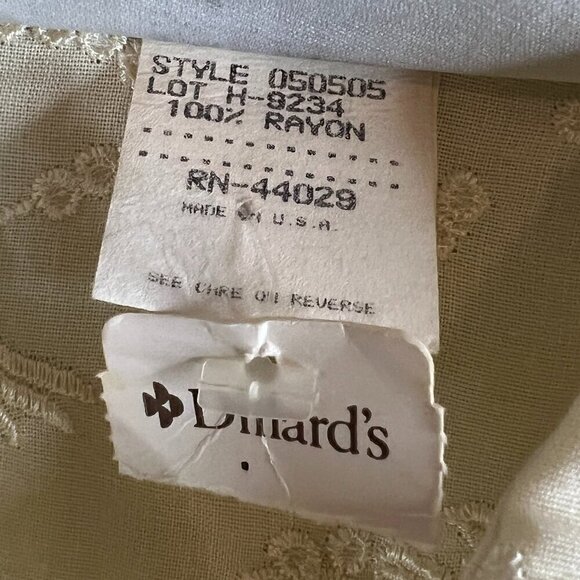 STYLE 050505
LOT H-9234
100% RAYON
RN-44029
MADE IN U.S.A.
SEE CARE ON REVERSE
Dillard's